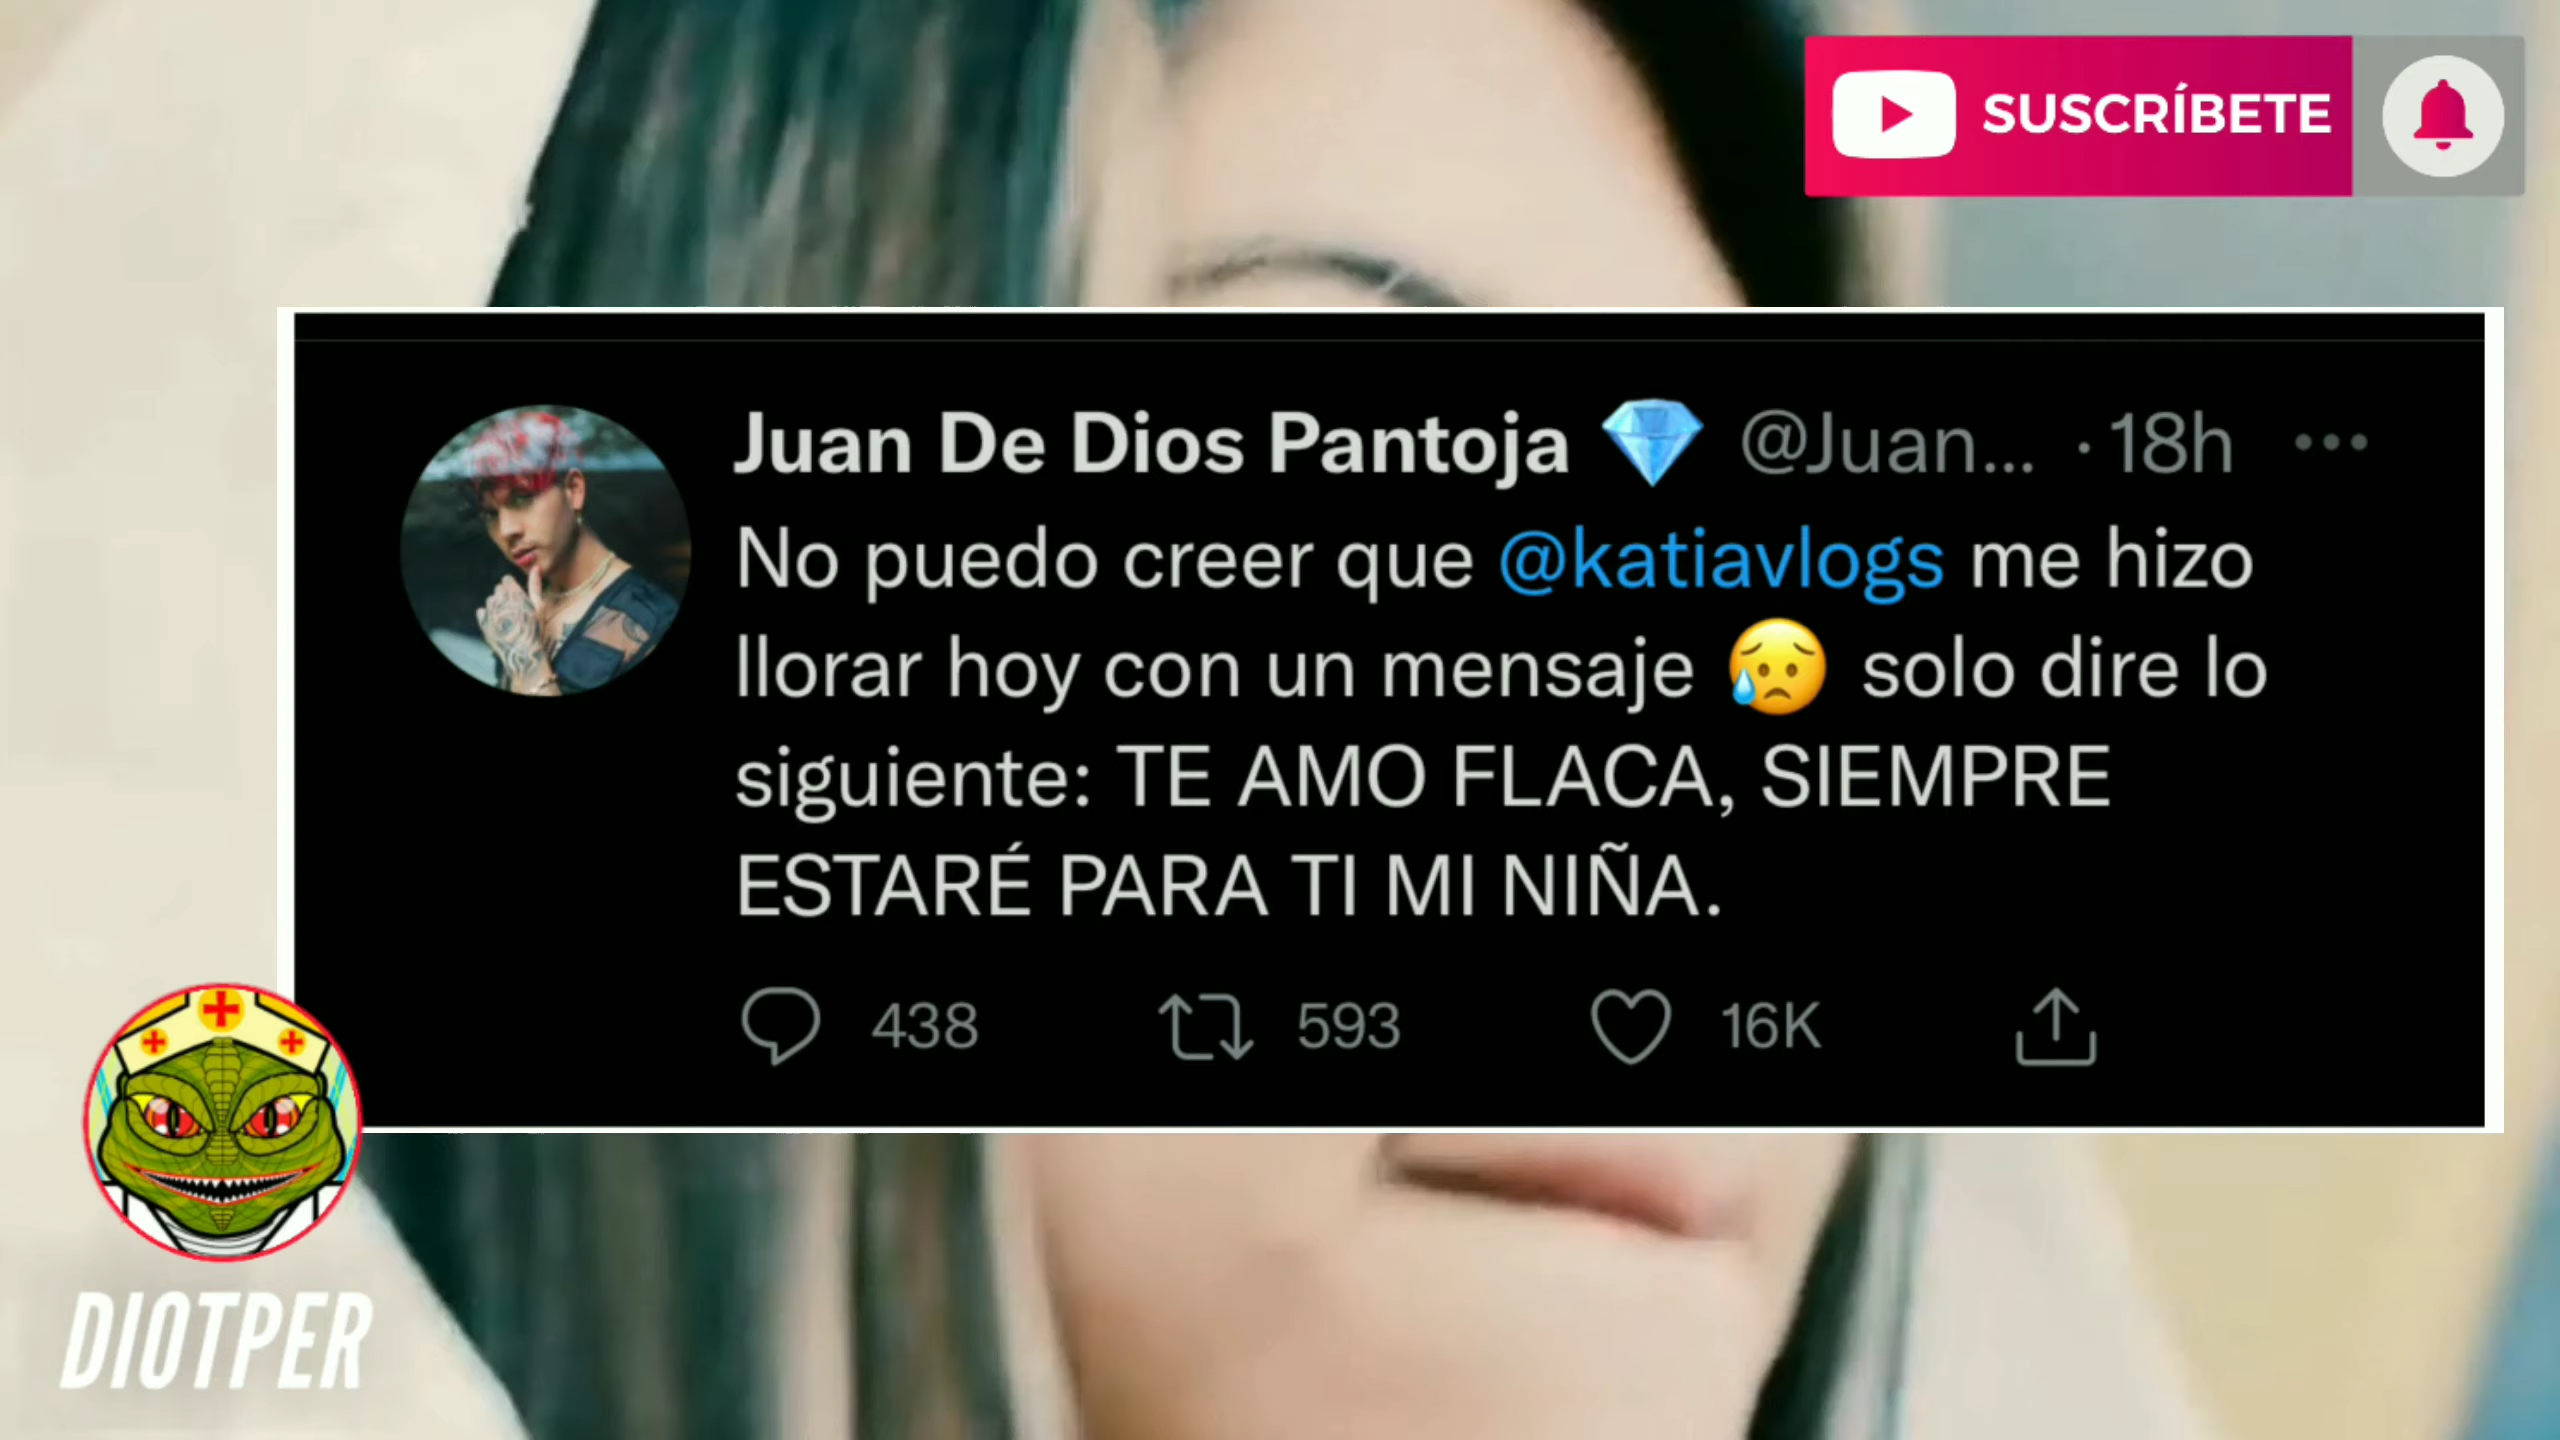 SUSCRÍBETE
Juan De Dios Pantoja 💎 @Juan... · 18h
No puedo creer que @katiavlogs me hizo
llorar hoy con un mensaje 😥 solo dire lo
siguiente: TE AMO FLACA, SIEMPRE
ESTARÉ PARA TI MI NIÑA.
438 593 16K
DIOTPER